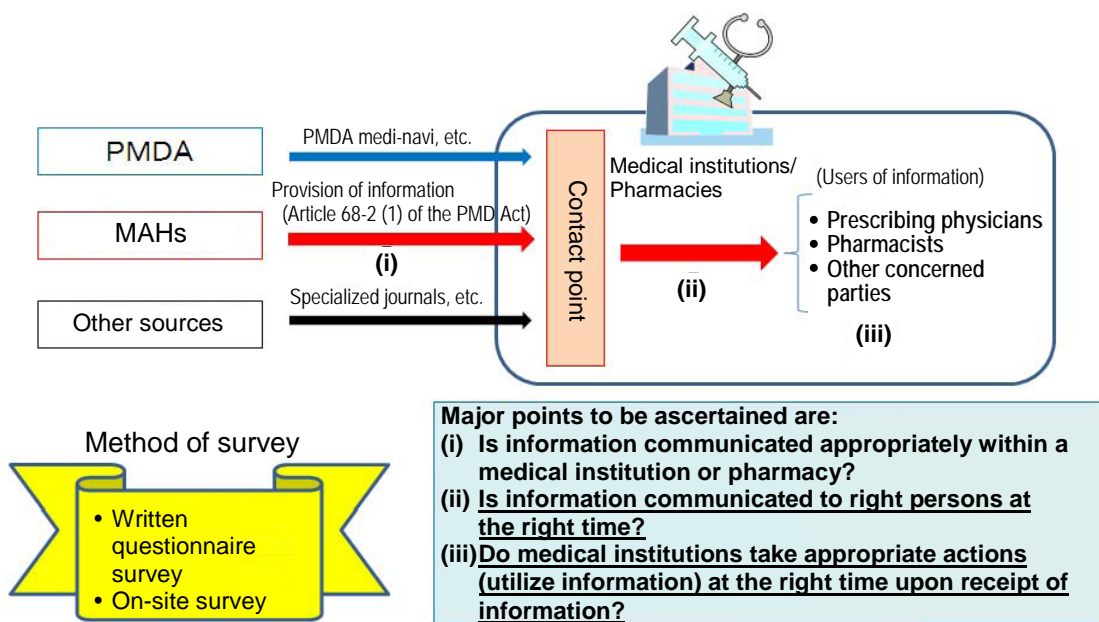 PMDA
PMDA medi-navi, etc.
MAHs
Provision of information
(Article 68-2 (1) of the PMD Act)
(i)
Other sources
Specialized journals, etc.
Contact point
Medical institutions/
Pharmacies
(ii)
(Users of information)
• Prescribing physicians
• Pharmacists
• Other concerned
parties
(iii)
Method of survey
• Written
questionnaire
survey
• On-site survey
Major points to be ascertained are:
(i) Is information communicated appropriately within a
medical institution or pharmacy?
(ii) Is information communicated to right persons at
the right time?
(iii) Do medical institutions take appropriate actions
(utilize information) at the right time upon receipt of
information?